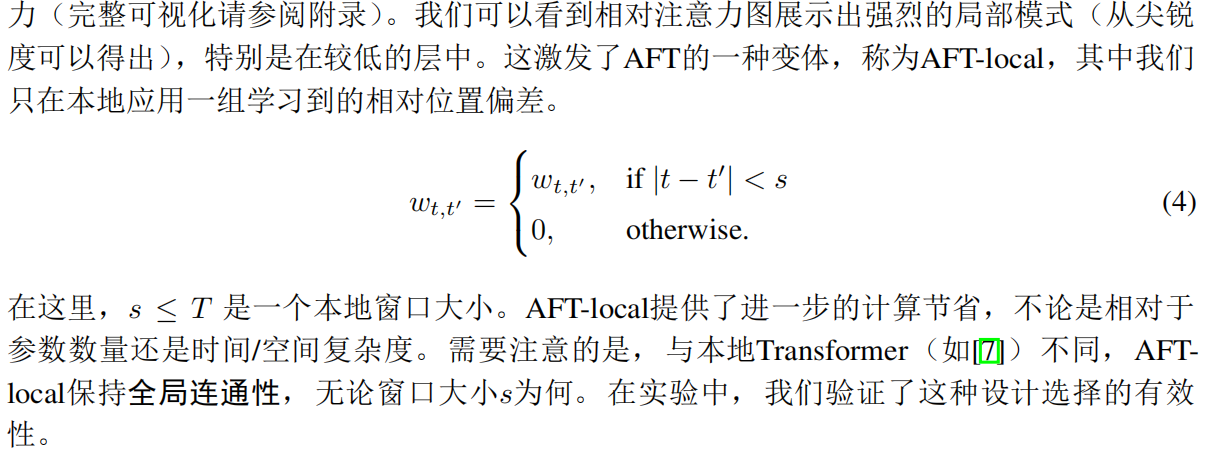 力（完整可视化请参阅附录）。我们可以看到相对注意力图展示出强烈的局部模式（从尖锐
度可以得出），特别是在较低的层中。这激发了AFT的一种变体，称为AFT-local，其中我们
只在本地应用一组学习到的相对位置偏差。
w_{t,t'} = { w_{t,t'}, if |t − t'| < s
0, otherwise. (4)
在这里，s ≤ T 是一个本地窗口大小。AFT-local提供了进一步的计算节省，不论是相对于
参数数量还是时间/空间复杂度。需要注意的是，与本地Transformer（如[7]）不同，AFT-
local保持全局连通性，无论窗口大小s为何。在实验中，我们验证了这种设计选择的有效
性。